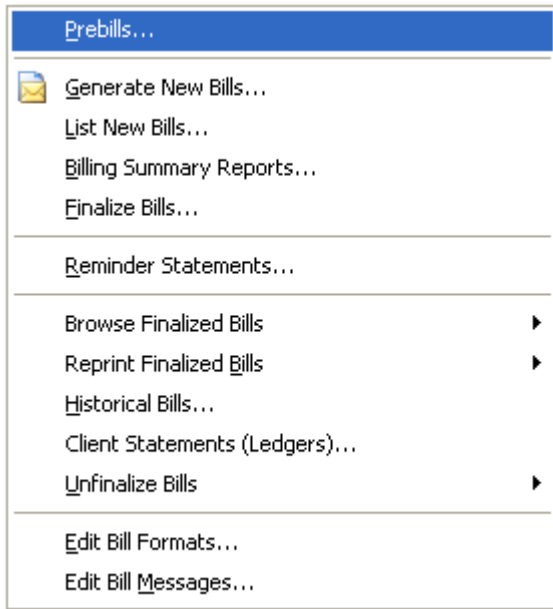 Prebills...
Generate New Bills...
List New Bills...
Billing Summary Reports...
Finalize Bills...
Reminder Statements...
Browse Finalized Bills
Reprint Finalized Bills
Historical Bills...
Client Statements (Ledgers)...
Unfinalize Bills
Edit Bill Formats...
Edit Bill Messages...